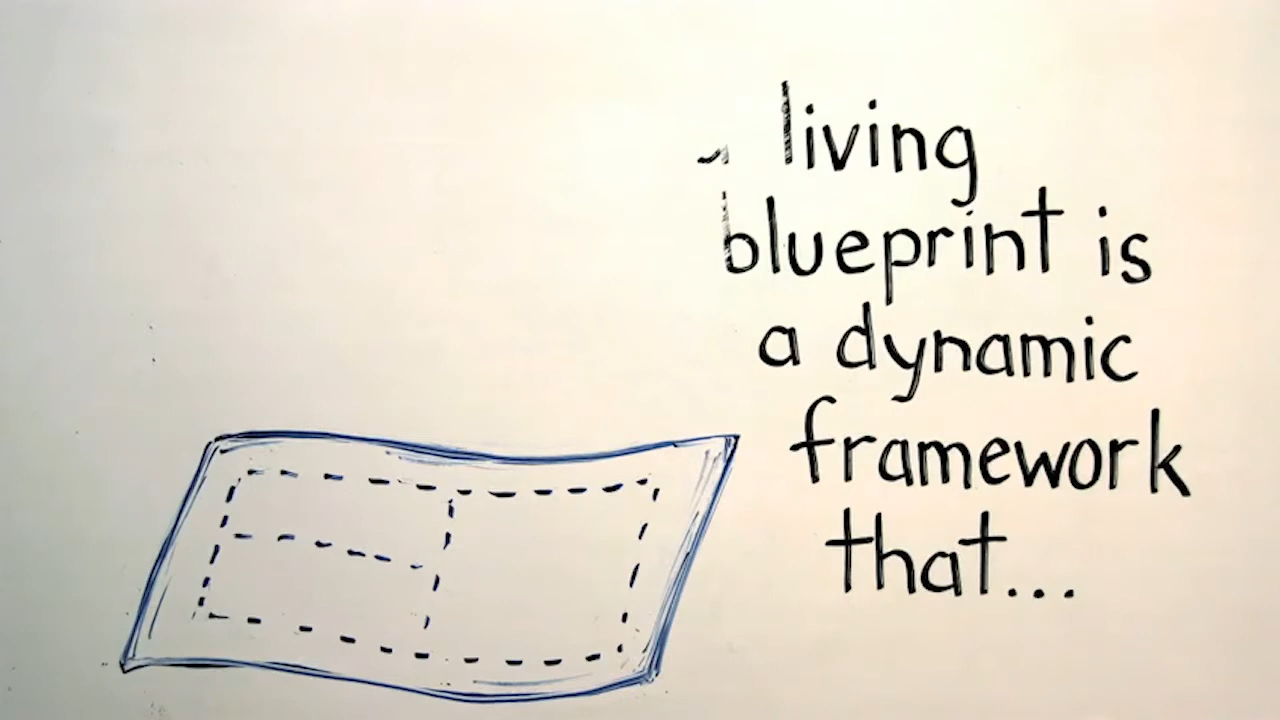 living
blueprint is
a dynamic
framework
that...